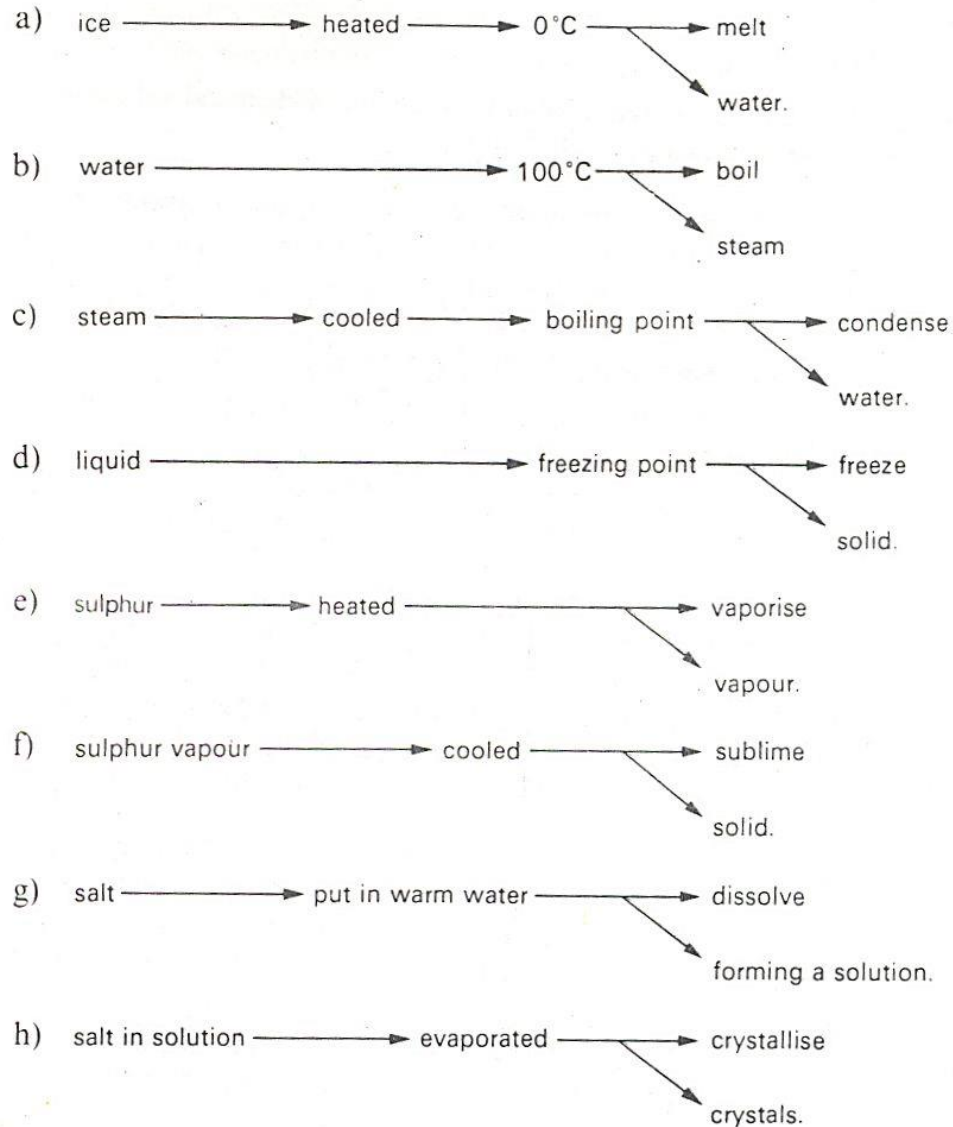 a) ice heated 0°C melt
water.
b) water 100°C boil
steam
c) steam cooled boiling point condense
water.
d) liquid freezing point freeze
solid.
e) sulphur heated vaporise
vapour.
f) sulphur vapour cooled sublime
solid.
g) salt put in warm water dissolve
forming a solution.
h) salt in solution evaporated crystallise
crystals.